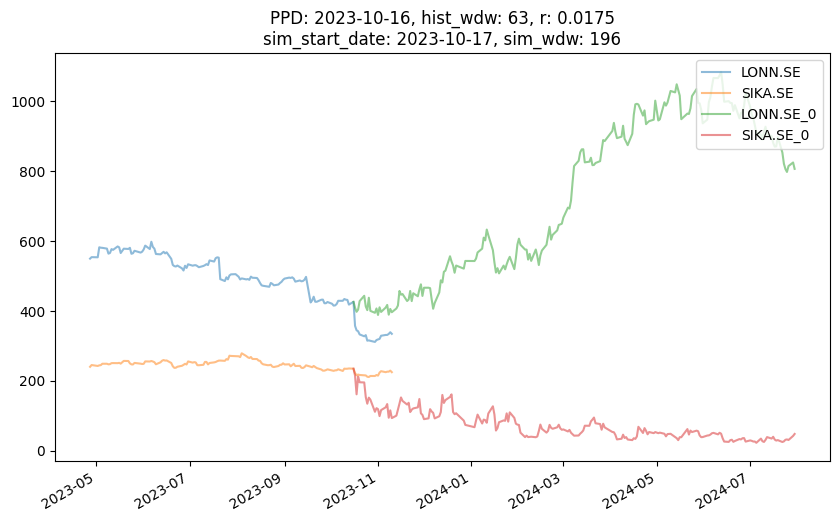 PPD: 2023-10-16, hist_wdw: 63, r: 0.0175
sim_start_date: 2023-10-17, sim_wdw: 196
LONN.SE
SIKA.SE
LONN.SE_0
SIKA.SE_0
1000
800
600
400
200
0
2023-05
2023-07
2023-09
2023-11
2024-01
2024-03
2024-05
2024-07